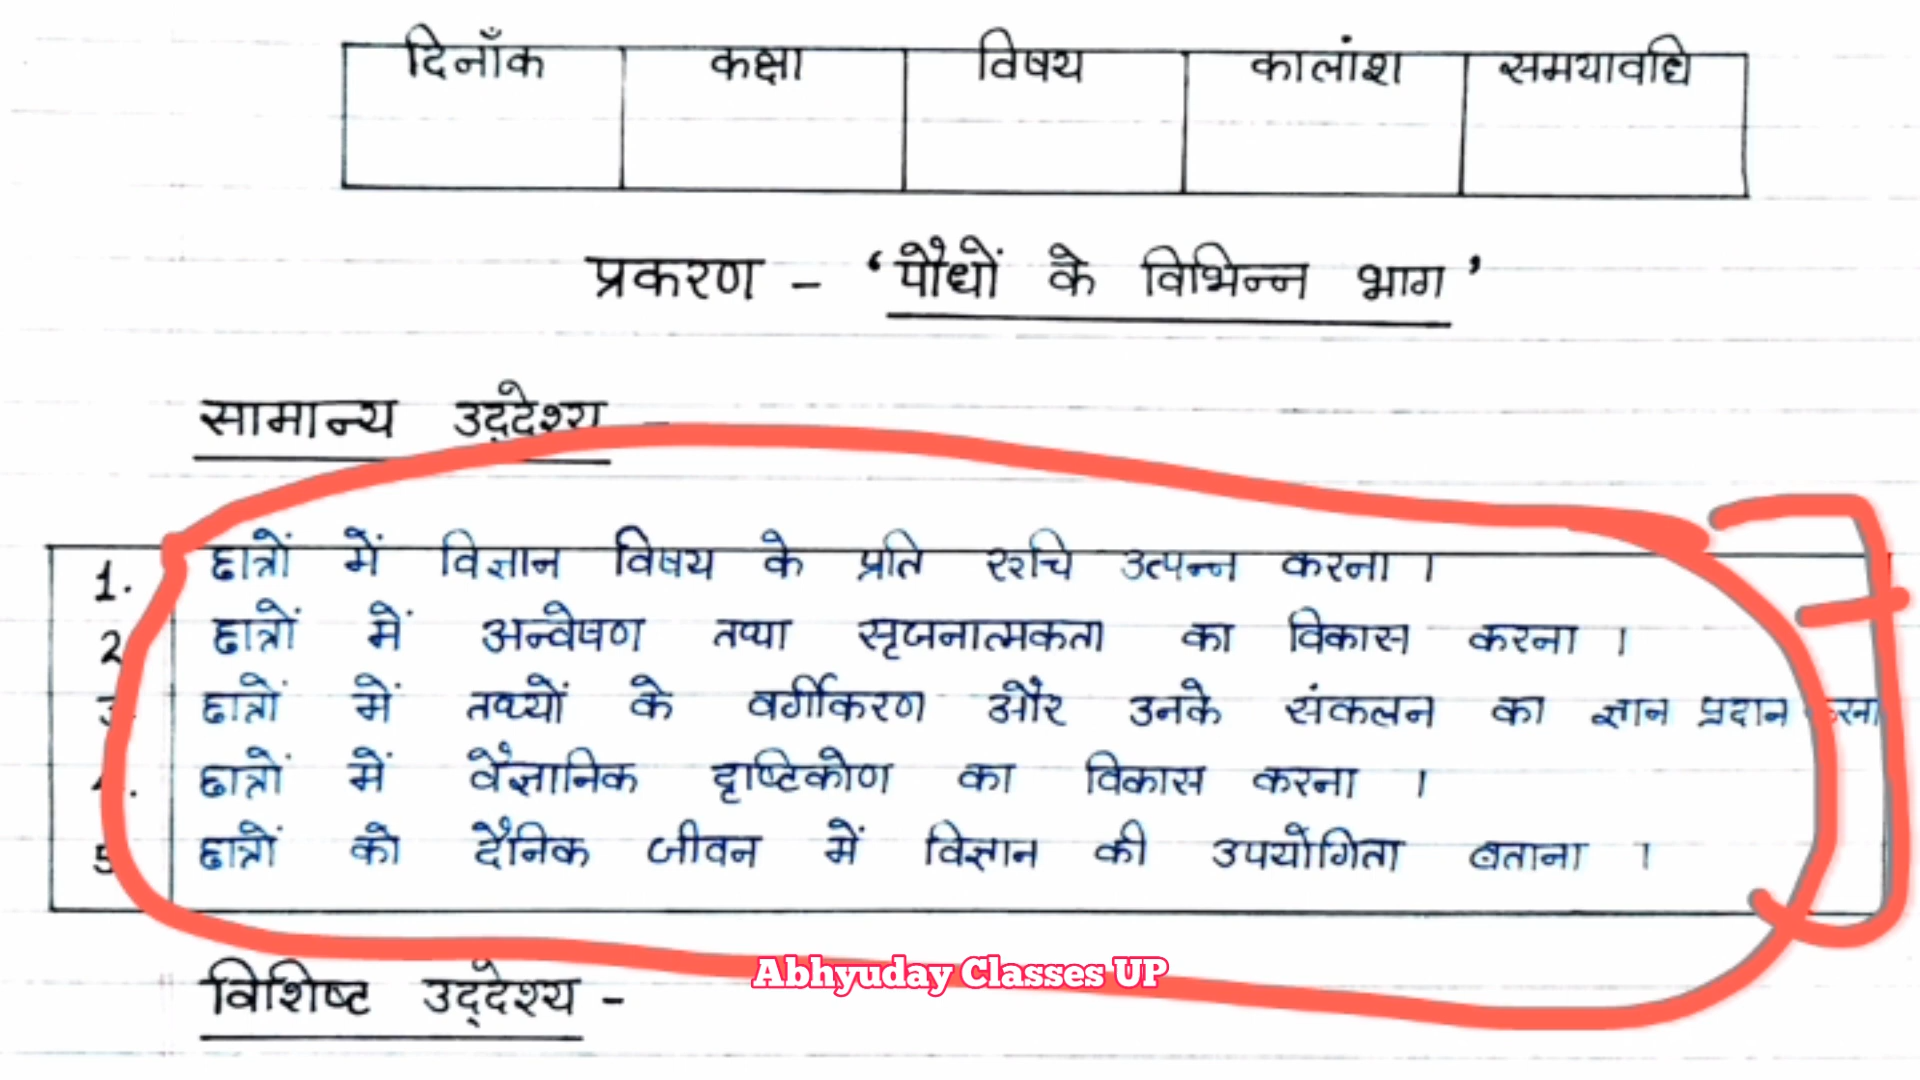 दिनाँक कक्षा विषय कालांश समयावधि
प्रकरण - ‘पौधों के विभिन्न भाग’
सामान्य उद्देश्य -
1. छात्रों में विज्ञान विषय के प्रति रुचि उत्पन्न करना।
2 छात्रों में अन्वेषण तथा सृजनात्मकता का विकास करना।
3. छात्रों में तथ्यों के वर्गीकरण और उनके संकलन का ज्ञान प्रदान
4. छात्रों में वैज्ञानिक दृष्टिकोण का विकास करना।
5 छात्रों को दैनिक जीवन में विज्ञान की उपयोगिता बताना।
Abhyuday Classes UP
विशिष्ट उद्देश्य -